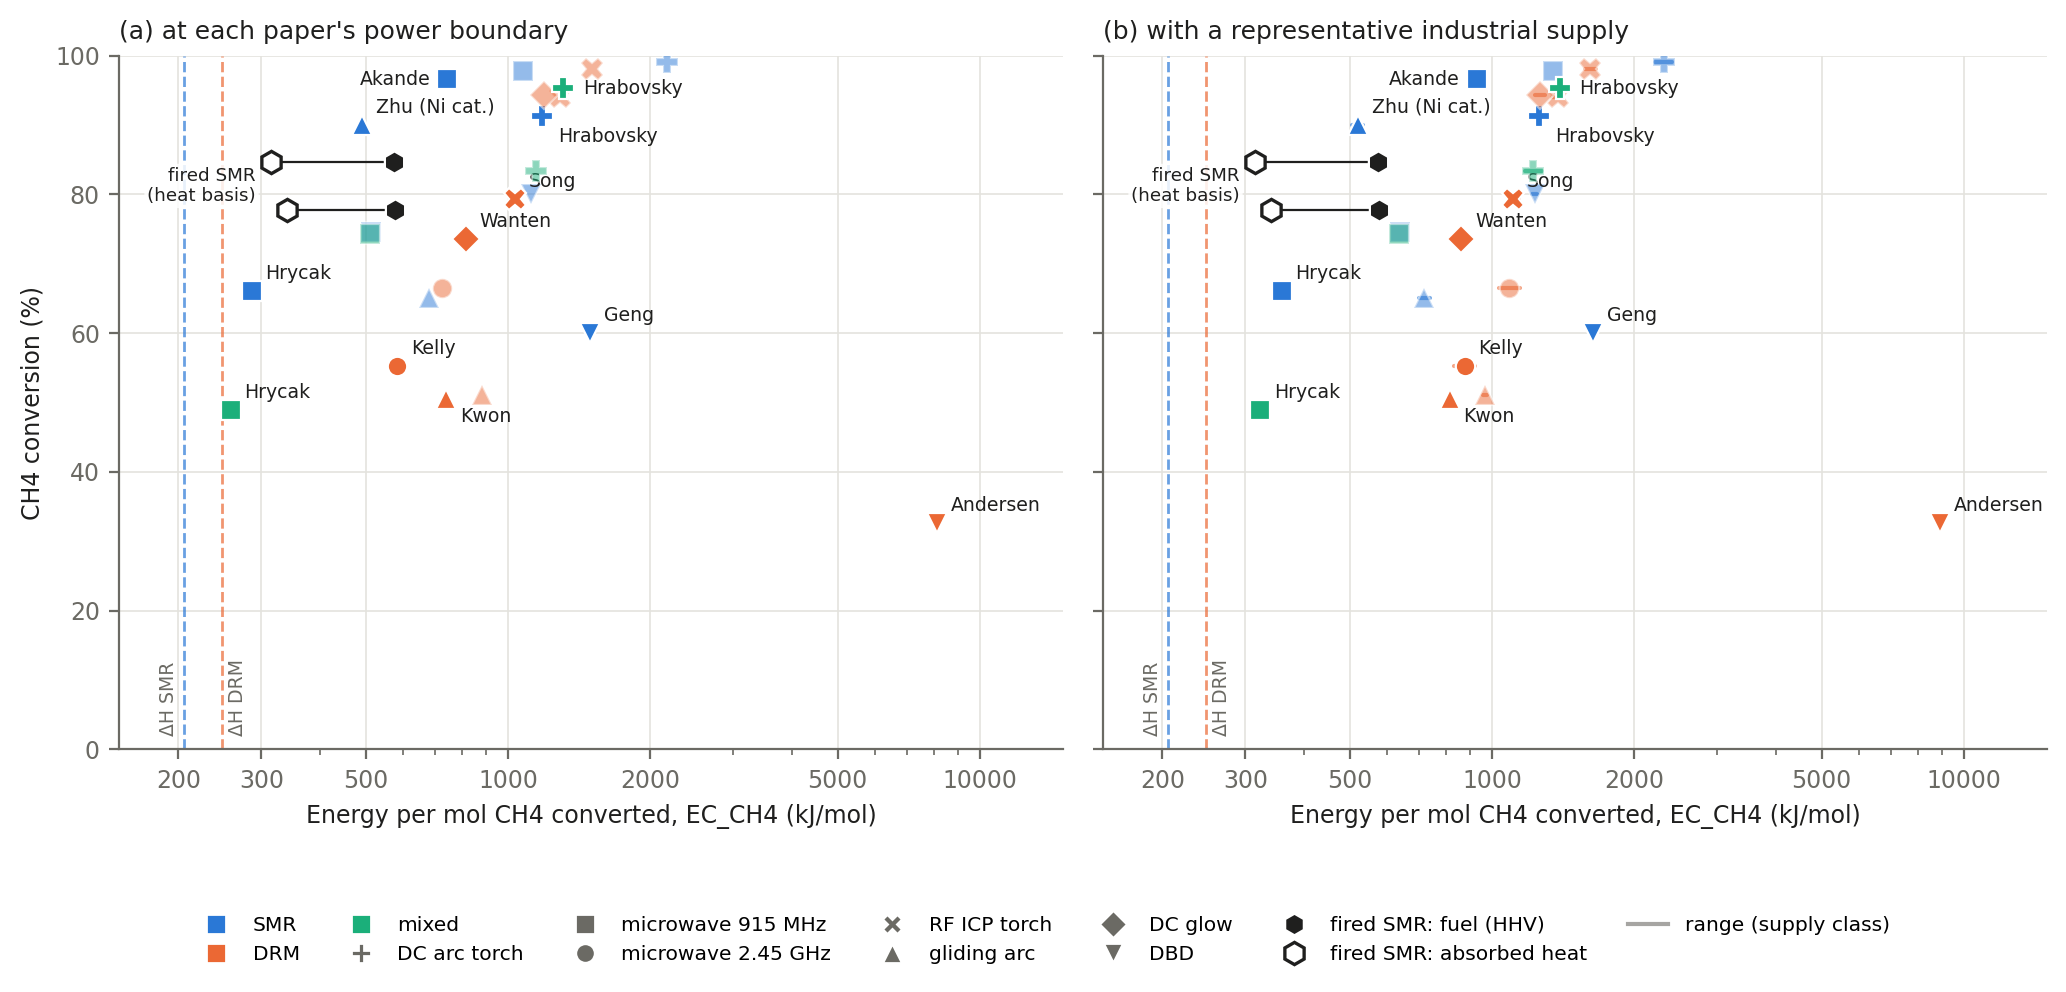 (a) at each paper's power boundary
(b) with a representative industrial supply
CH4 conversion (%)
100
80
60
40
20
0
Akande
Zhu (Ni cat.)
Hrabovsky
Hrabovsky
fired SMR
(heat basis)
Song
Wanten
Hrycak
Geng
Kelly
Hrycak
Kwon
Andersen
ΔH SMR
ΔH DRM
200
300
500
1000
2000
5000
10000
Energy per mol CH4 converted, EC_CH4 (kJ/mol)
Akande
Zhu (Ni cat.)
Hrabovsky
Hrabovsky
fired SMR
(heat basis)
Song
Wanten
Hrycak
Geng
Kelly
Hrycak
Kwon
Andersen
ΔH SMR
ΔH DRM
200
300
500
1000
2000
5000
10000
Energy per mol CH4 converted, EC_CH4 (kJ/mol)
SMR
DRM
mixed
DC arc torch
microwave 915 MHz
microwave 2.45 GHz
RF ICP torch
gliding arc
DC glow
DBD
fired SMR: fuel (HHV)
fired SMR: absorbed heat
range (supply class)